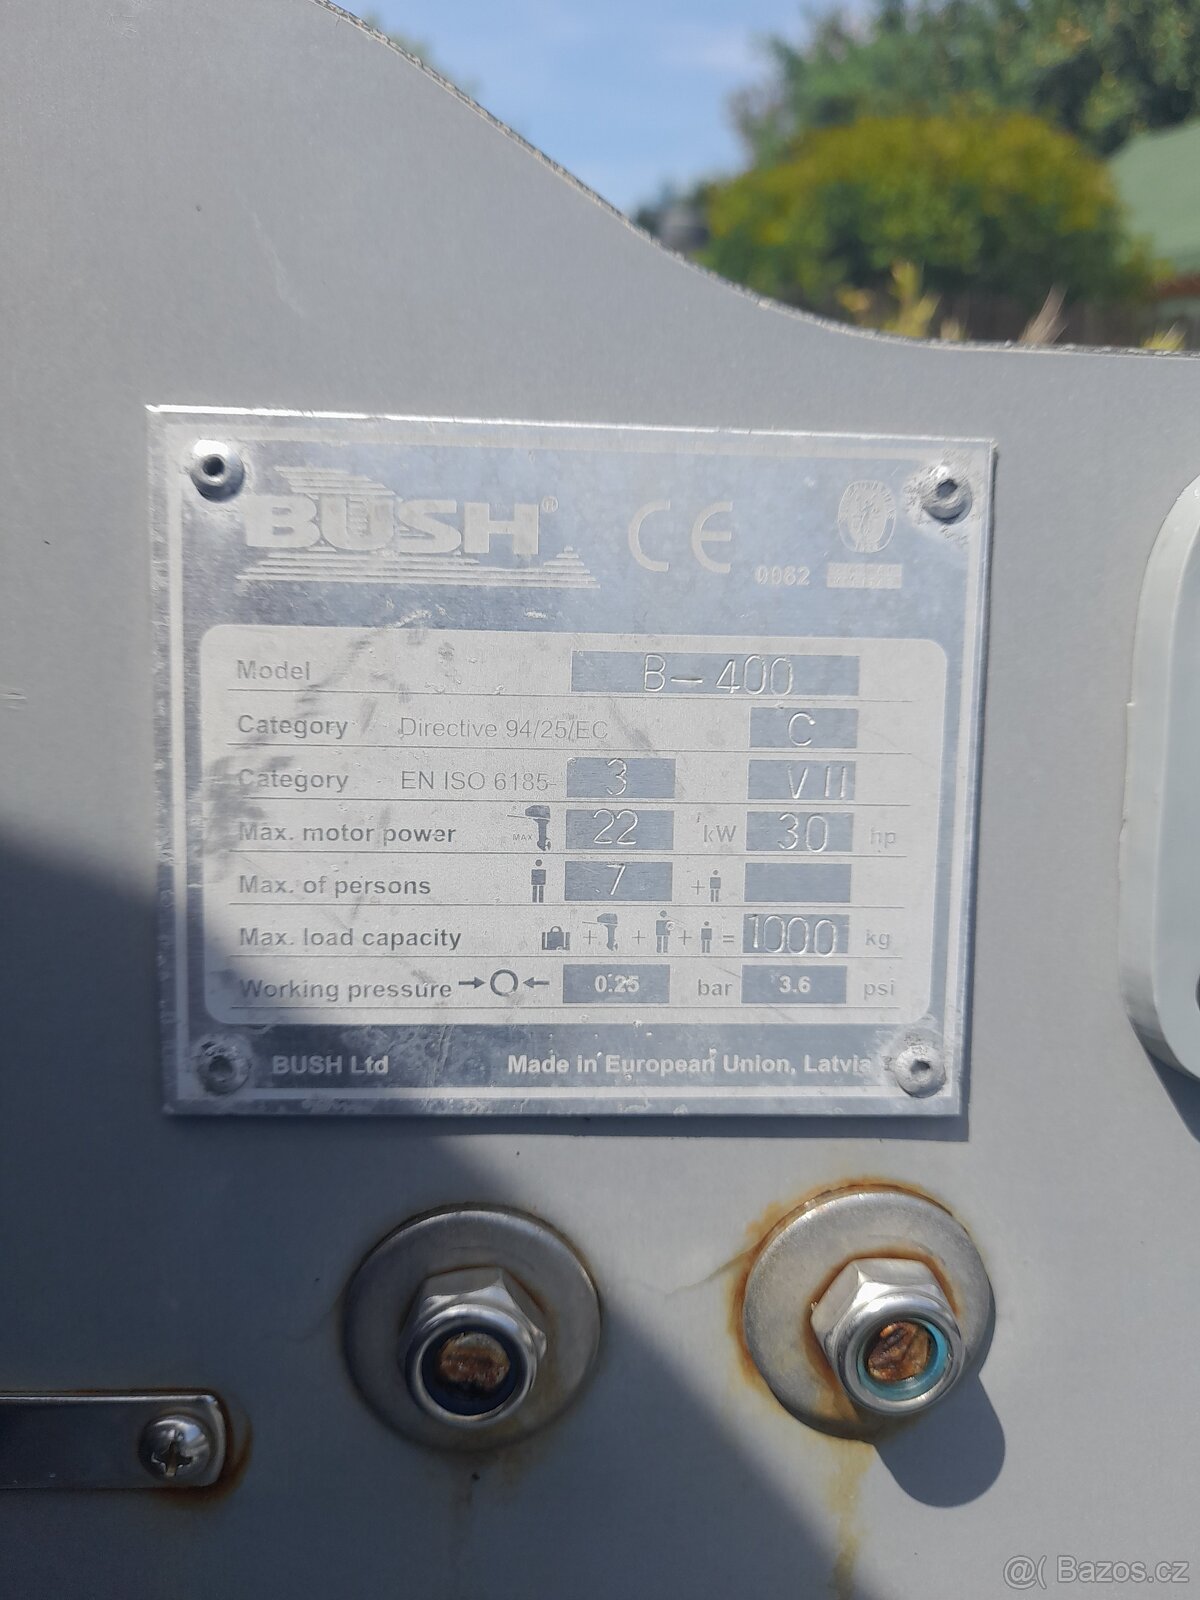 BUSH® CE 0062
Model B-400
Category Directive 94/25/EC C
Category EN ISO 6185- 3 VII
Max. motor power MAX 22 kW 30 hp
Max. of persons 7 +
Max. load capacity + + + = 1000 kg
Working pressure 0.25 bar 3.6 psi
BUSH Ltd Made in European Union, Latvia
@( Bazos.cz